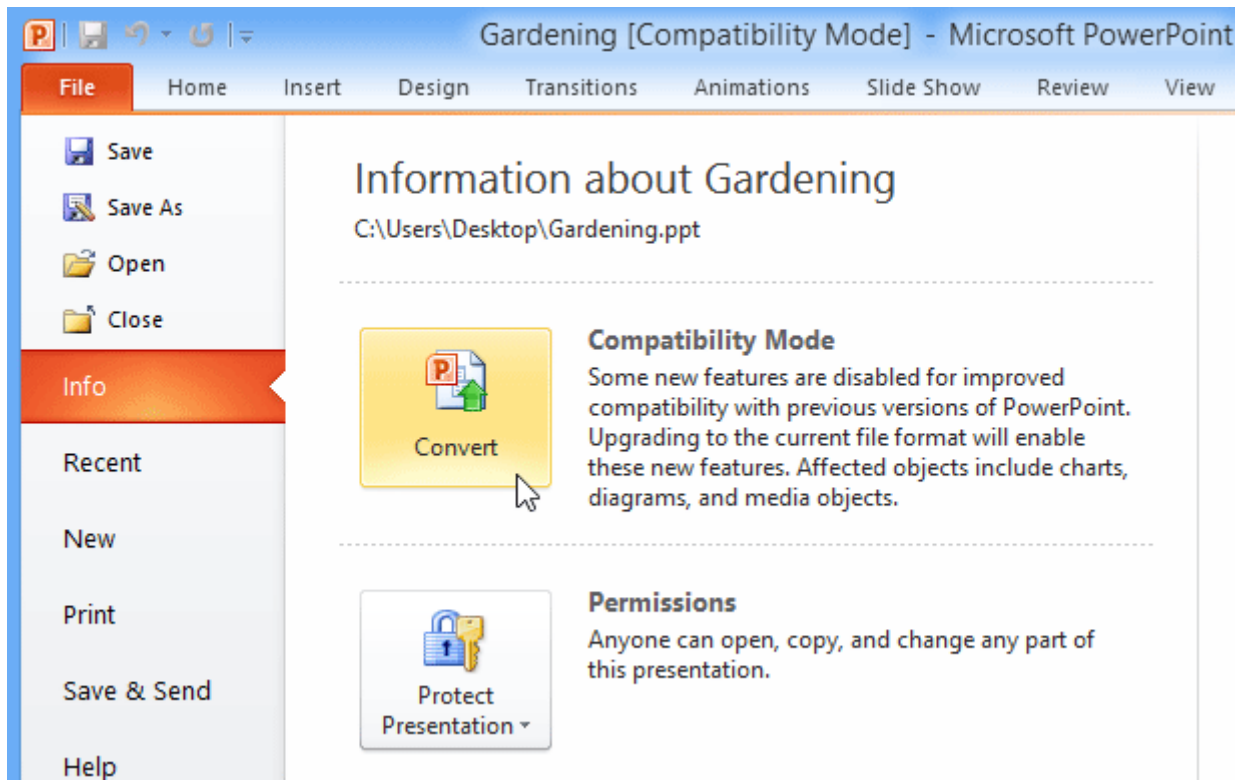 Gardening [Compatibility Mode] - Microsoft PowerPoint
File Home Insert Design Transitions Animations Slide Show Review View
Save
Save As
Open
Close
Info
Recent
New
Print
Save & Send
Help
Information about Gardening
C:\Users\Desktop\Gardening.ppt
Convert
Compatibility Mode
Some new features are disabled for improved
compatibility with previous versions of PowerPoint.
Upgrading to the current file format will enable
these new features. Affected objects include charts,
diagrams, and media objects.
Protect
Presentation
Permissions
Anyone can open, copy, and change any part of
this presentation.